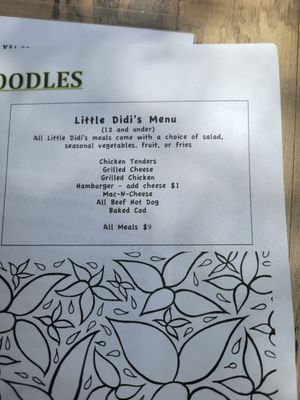 OODLES
Little Didi's Menu
(12 and under)
All Little Didi's meals come with a choice of salad,
seasonal vegetables, fruit, or fries
Chicken Tenders
Grilled Cheese
Grilled Chicken
Hamburger - add cheese $1
Mac-N-Cheese
All Beef Hot Dog
Baked Cod
All Meals $9